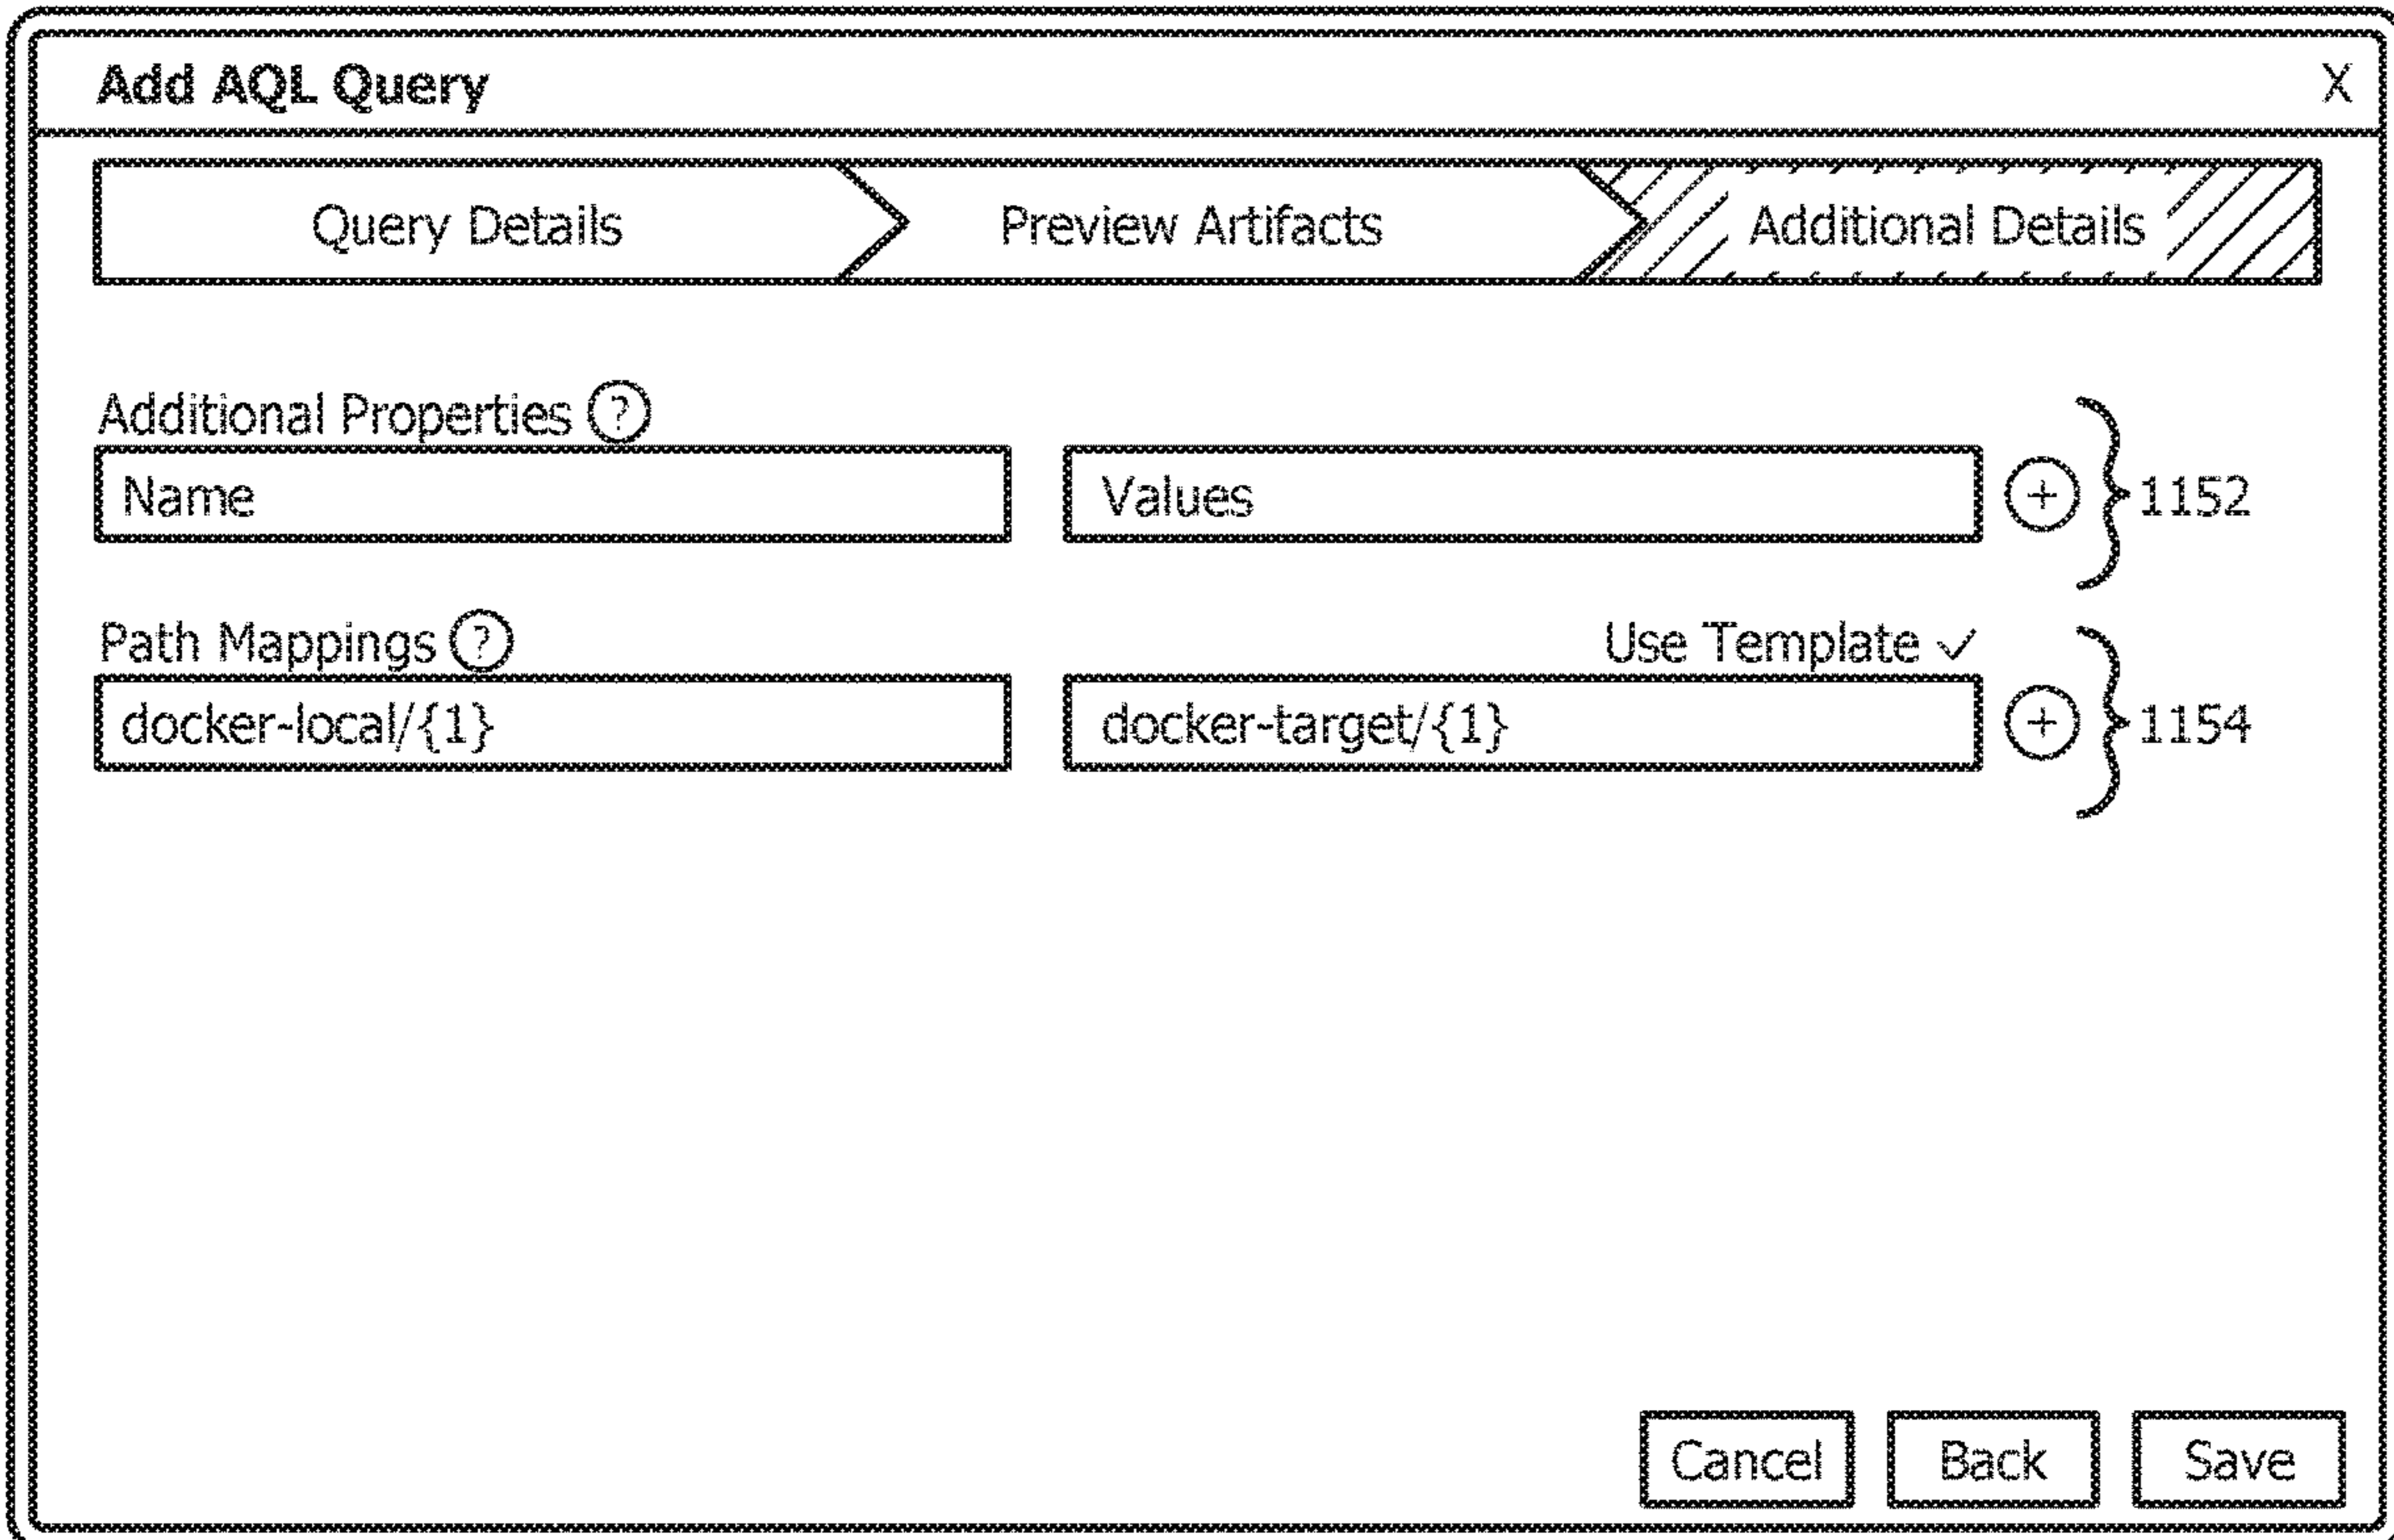 Add AQL Query X
Query Details Preview Artifacts Additional Details
Additional Properties ?
Name Values + 1152
Path Mappings ? Use Template ✓
docker-local/{1} docker-target/{1} + 1154
Cancel Back Save